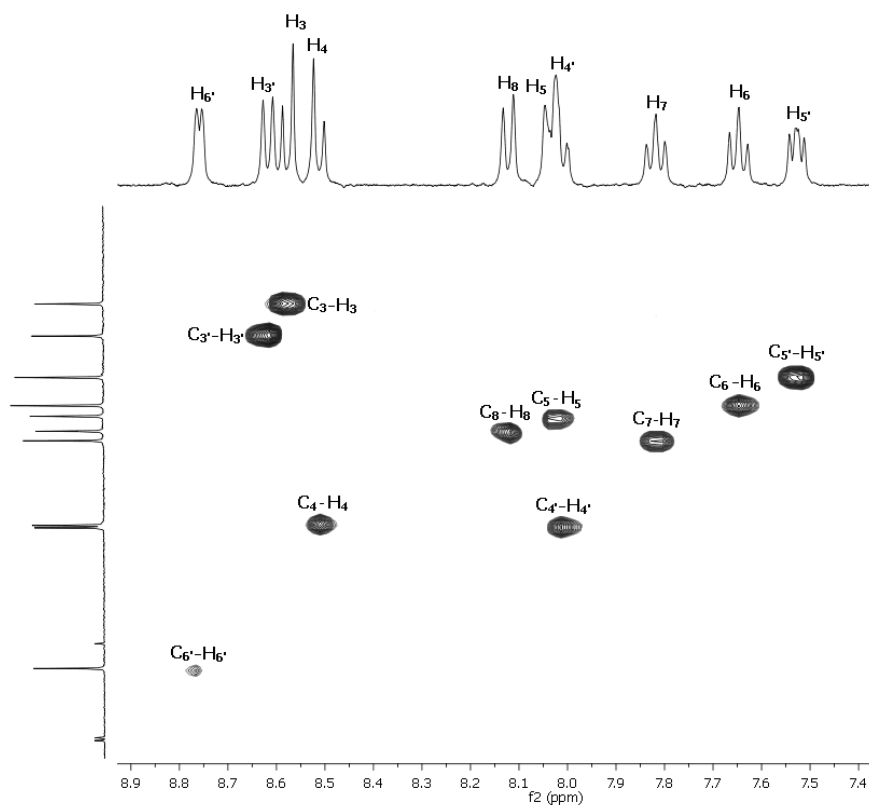 H₃
H₄
H₆'
H₃'
H₈
H₅
H₄'
H₇
H₆
H₅'
C₃-H₃
C₃'-H₃'
C₅'-H₅'
C₆-H₆
C₈-H₈
C₅-H₅
C₇-H₇
C₄-H₄
C₄'-H₄'
C₆'-H₆'
8.9 8.8 8.7 8.6 8.5 8.4 8.3 8.2 8.1 8.0 7.9 7.8 7.7 7.6 7.5 7.4
f2 (ppm)